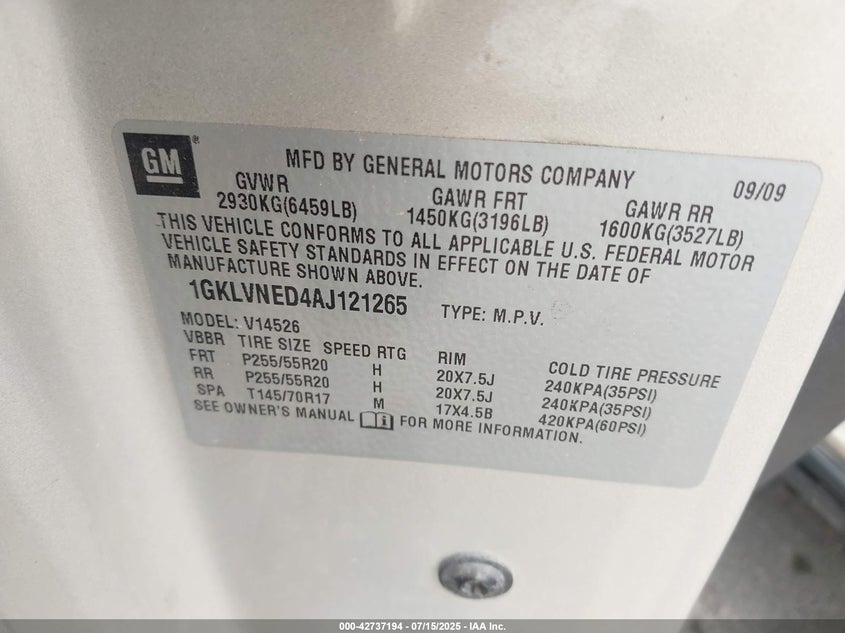 GM
MFD BY GENERAL MOTORS COMPANY 09/09
GVWR GAWR FRT GAWR RR
2930KG(6459LB) 1450KG(3196LB) 1600KG(3527LB)
THIS VEHICLE CONFORMS TO ALL APPLICABLE U.S. FEDERAL MOTOR
VEHICLE SAFETY STANDARDS IN EFFECT ON THE DATE OF
MANUFACTURE SHOWN ABOVE.
1GKLVNED4AJ121265 TYPE: M.P.V.
MODEL: V14526
VBBR TIRE SIZE SPEED RTG RIM COLD TIRE PRESSURE
FRT P255/55R20 H 20X7.5J 240KPA(35PSI)
RR P255/55R20 H 20X7.5J 240KPA(35PSI)
SPA T145/70R17 M 17X4.5B 420KPA(60PSI)
SEE OWNER'S MANUAL FOR MORE INFORMATION.
000-42737194 - 07/15/2025 - IAA Inc.